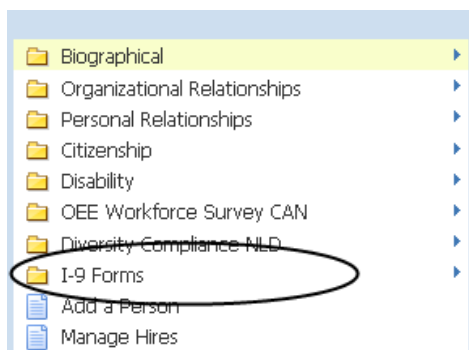 Biographical
Organizational Relationships
Personal Relationships
Citizenship
Disability
OEE Workforce Survey CAN
Diversity Compliance NLD
I-9 Forms
Add a Person
Manage Hires